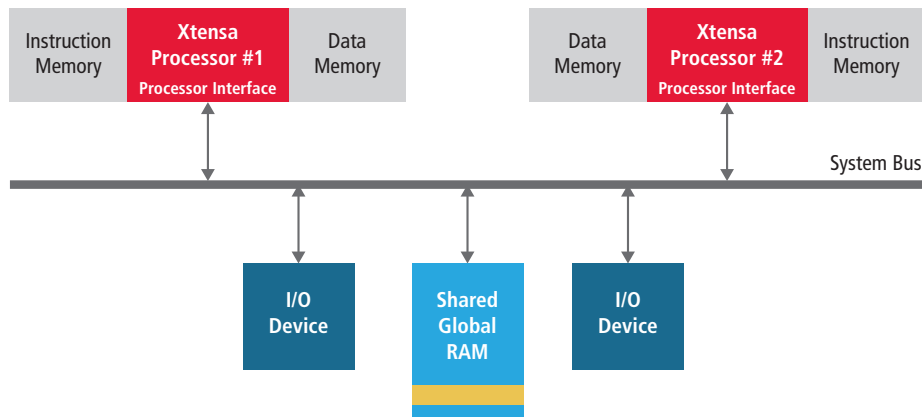 Instruction
Memory
Xtensa
Processor #1
Processor Interface
Data
Memory
Data
Memory
Xtensa
Processor #2
Processor Interface
Instruction
Memory
System Bus
I/O
Device
Shared
Global
RAM
I/O
Device